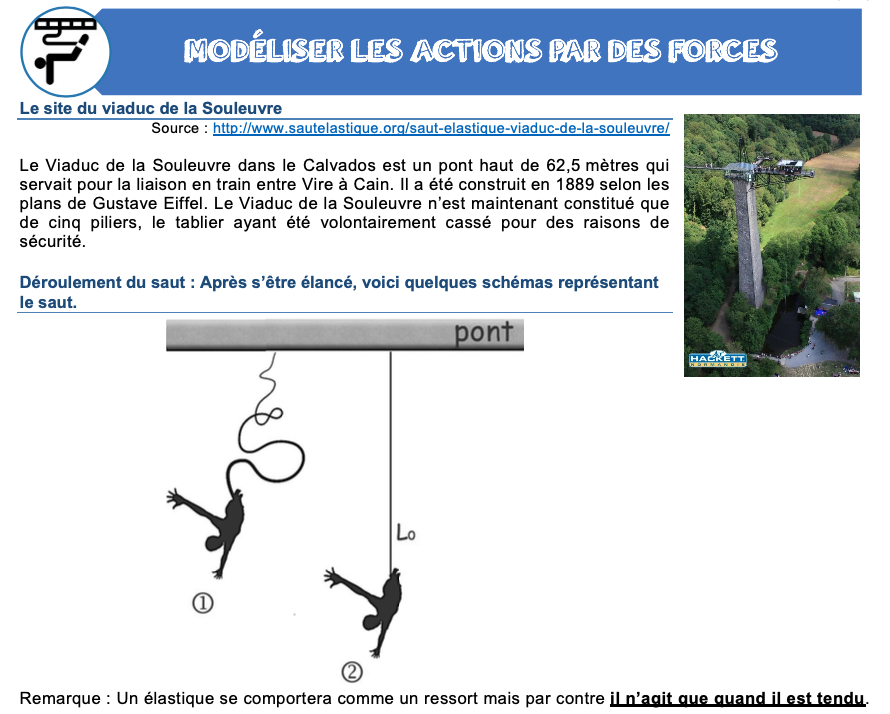 MODÉLISER LES ACTIONS PAR DES FORCES
Le site du viaduc de la Souleuvre
Source : http://www.sautelastique.org/saut-elastique-viaduc-de-la-souleuvre/
Le Viaduc de la Souleuvre dans le Calvados est un pont haut de 62,5 mètres qui
servait pour la liaison en train entre Vire à Cain. Il a été construit en 1889 selon les
plans de Gustave Eiffel. Le Viaduc de la Souleuvre n’est maintenant constitué que
de cinq piliers, le tablier ayant été volontairement cassé pour des raisons de
sécurité.
Déroulement du saut : Après s’être élancé, voici quelques schémas représentant
le saut.
pont
L₀
①
②
AJ HACKETT
NORMANDIE
Remarque : Un élastique se comportera comme un ressort mais par contre il n’agit que quand il est tendu.